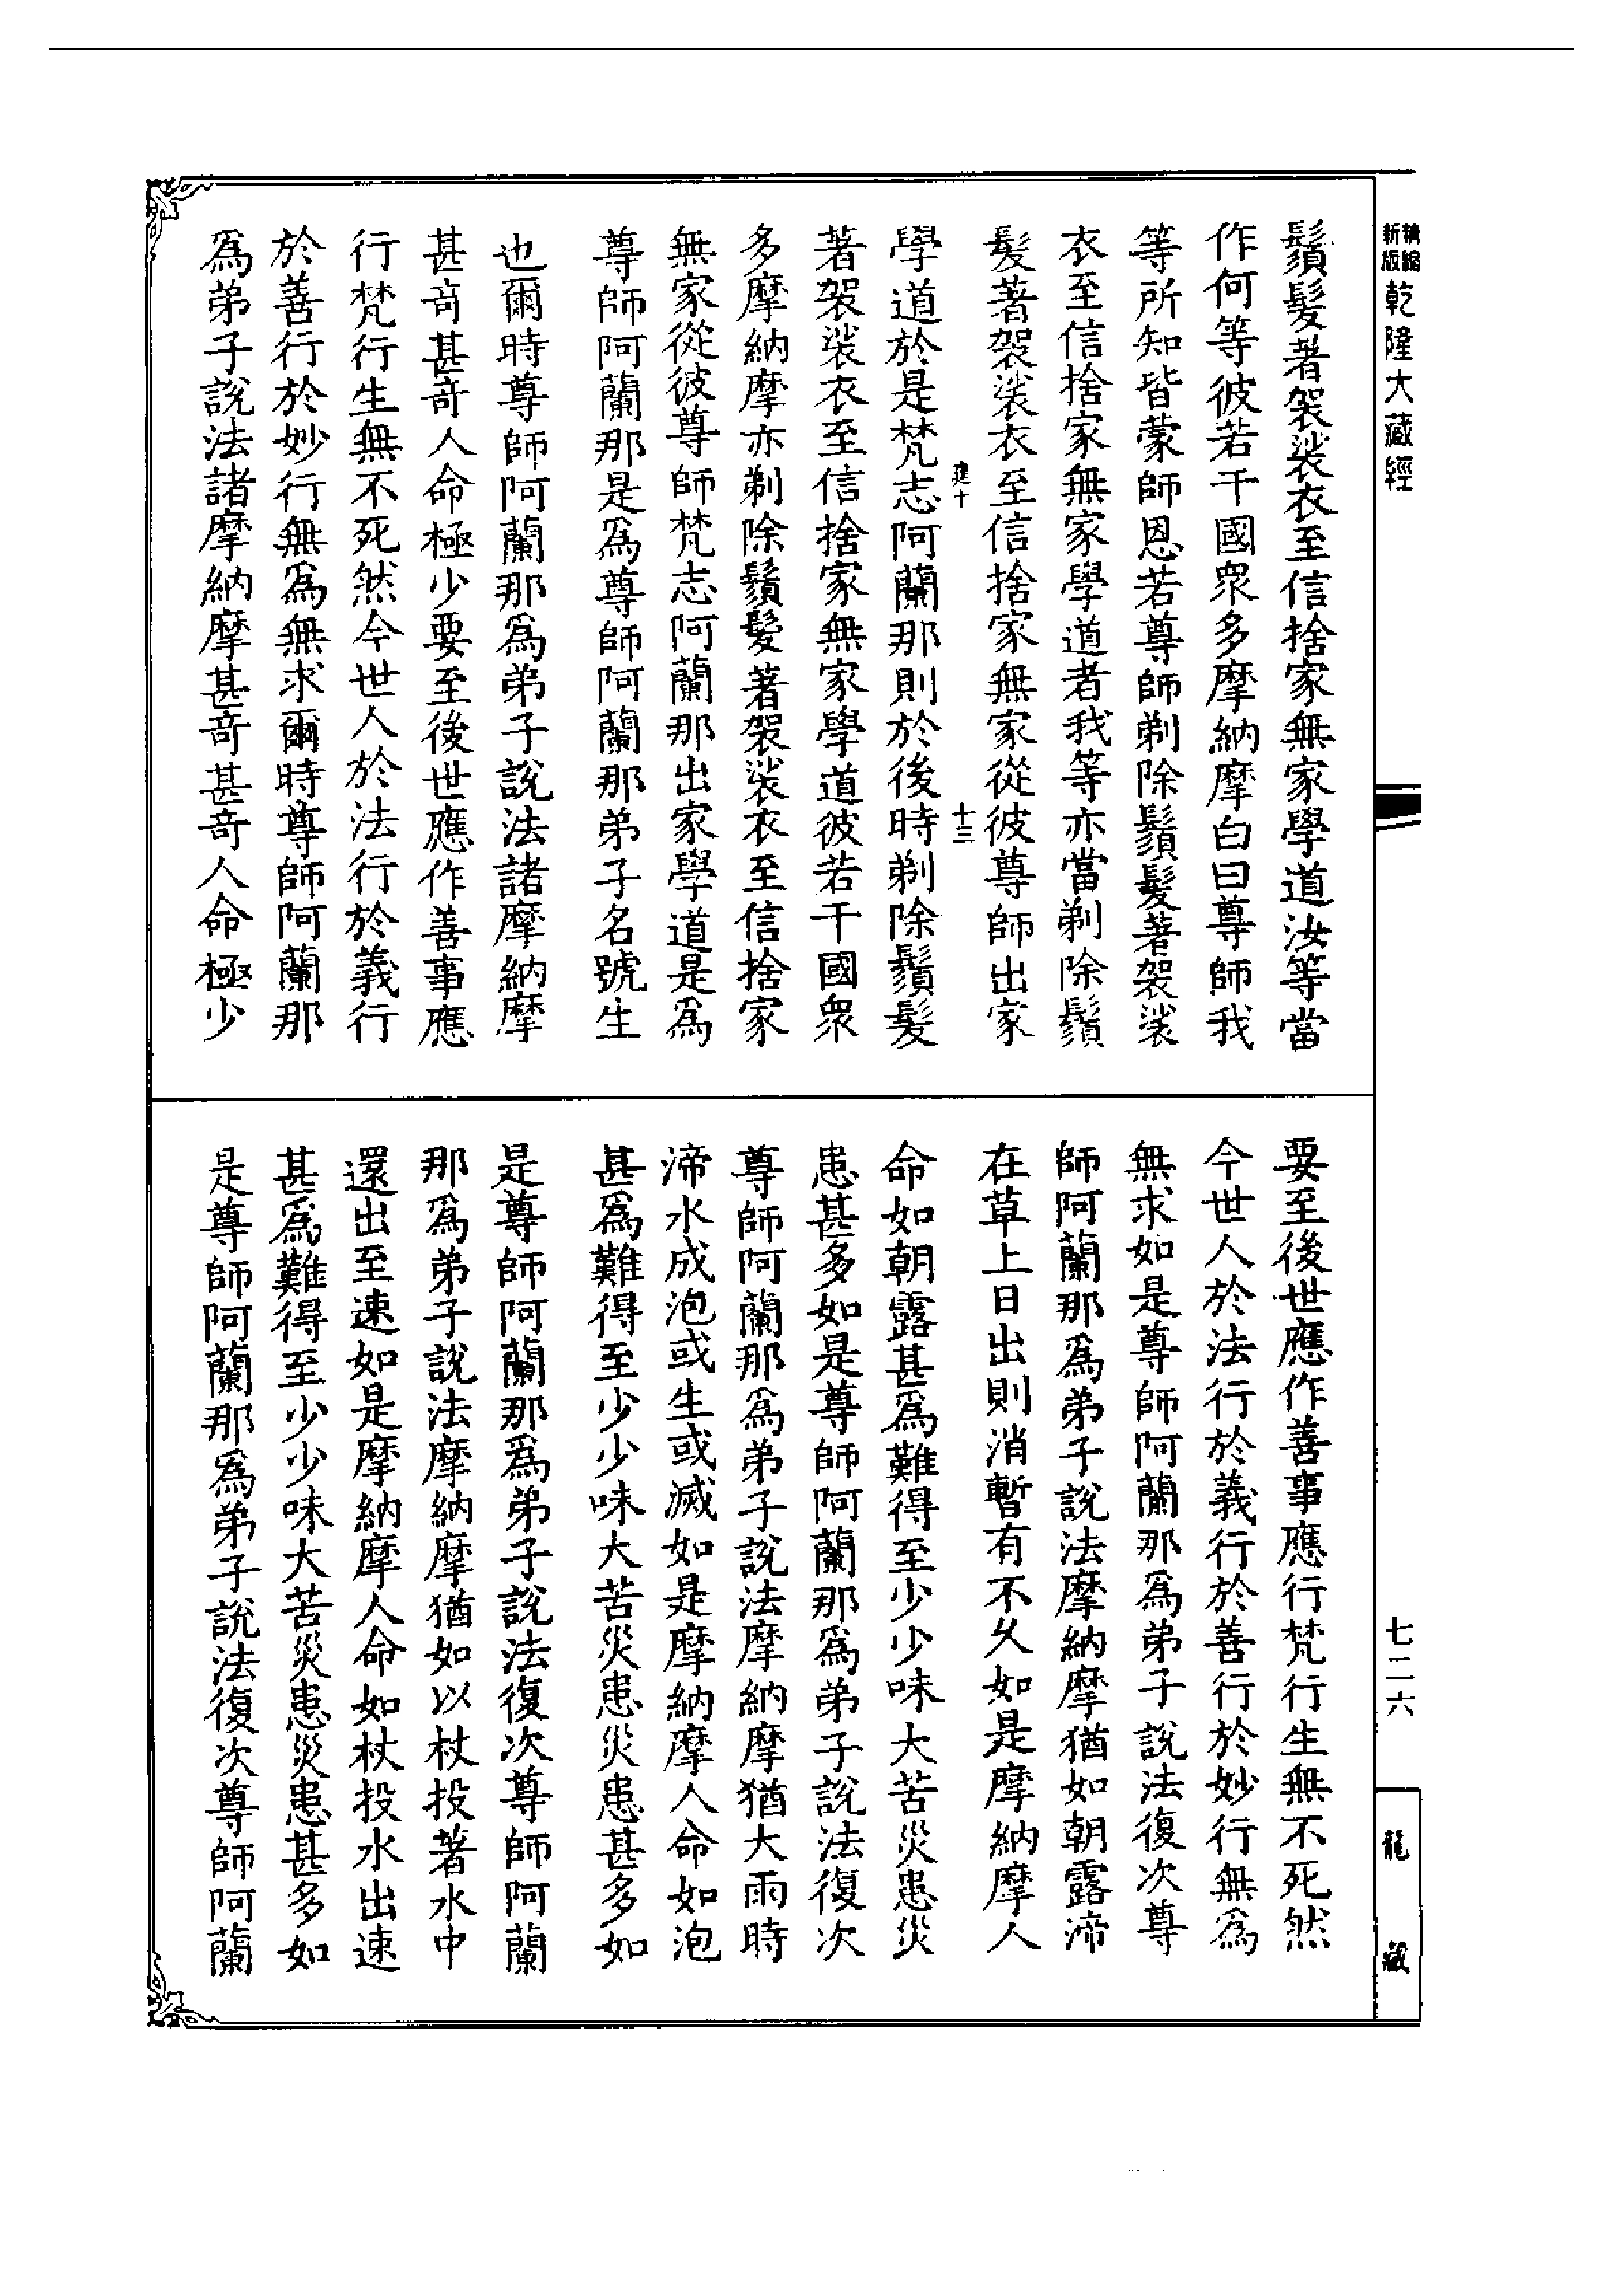 新版
精縮
乾隆大藏經
鬚髮著袈裟衣至信捨家無家學道汝等當
作何等彼若干國眾多摩納摩白曰尊師我
等所知皆蒙師恩若尊師剃除鬚髮著袈裟
衣至信捨家無家學道者我等亦當剃除鬚
髮著袈裟衣至信捨家無家從彼尊師出家
建十
十三
學道於是梵志阿蘭那則於後時剃除鬚髮
著袈裟衣至信捨家無家學道彼若干國眾
多摩納摩亦剃除鬚髮著袈裟衣至信捨家
無家從彼尊師梵志阿蘭那出家學道是爲
尊師阿蘭那是爲尊師阿蘭那弟子名號生
也爾時尊師阿蘭那爲弟子說法諸摩納摩
甚奇甚奇人命極少要至後世應作善事應
行梵行生無不死然今世人於法行於義行
於善行於妙行無爲無求爾時尊師阿蘭那
爲弟子說法諸摩納摩甚奇甚奇人命極少
要至後世應作善事應行梵行生無不死然
今世人於法行於義行於善行於妙行無爲
無求如是尊師阿蘭那爲弟子說法復次尊
師阿蘭那爲弟子說法摩納摩猶如朝露渧
在草上日出則消暫有不久如是摩納摩人
命如朝露甚爲難得至少少味大苦災患災
患甚多如是尊師阿蘭那爲弟子說法復次
尊師阿蘭那爲弟子說法摩納摩猶大雨時
渧水成泡或生或滅如是摩納摩人命如泡
甚爲難得至少少味大苦災患災患甚多如
是尊師阿蘭那爲弟子說法復次尊師阿蘭
那爲弟子說法摩納摩猶如以杖投著水中
還出至速如是摩納摩人命如杖投水出速
甚爲難得至少少味大苦災患災患甚多如
是尊師阿蘭那爲弟子說法復次尊師阿蘭
七二六
龍藏